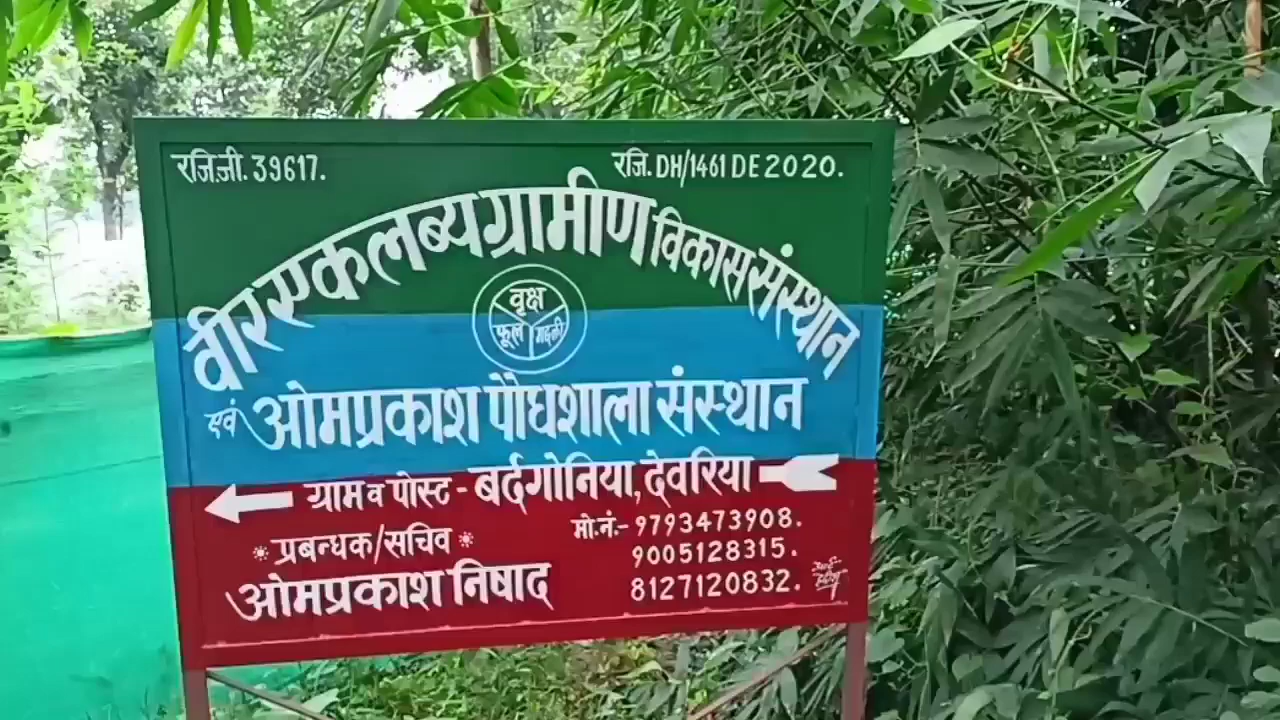 रजि.जी. 39617.
रजि. DH/1461 DE 2020.
वीर एकलब्य ग्रामीण विकास संस्थान
वृक्ष
फूल
एवं ओमप्रकाश पौधशाला संस्थान
ग्राम व पोस्ट - बर्दगोनिया, देवरिया
मो.नं:- 9793473908.
* प्रबन्धक/सचिव *
9005128315.
ओमप्रकाश निषाद
8127120832.